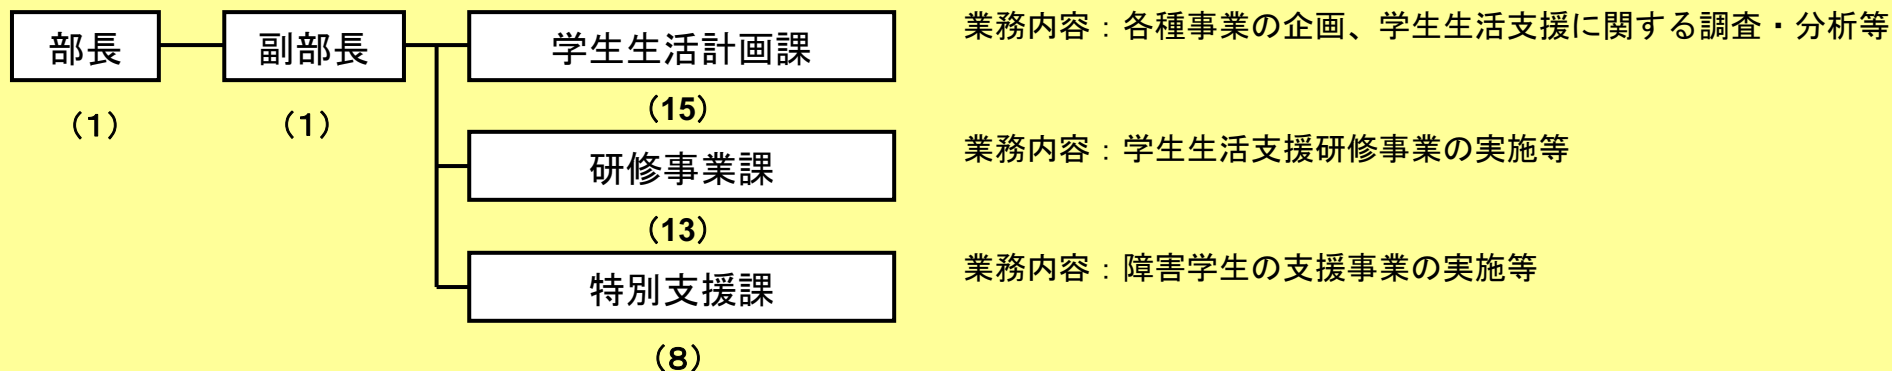 部長
副部長
学生生活計画課
業務内容：各種事業の企画、学生生活支援に関する調査・分析等
（1）
（1）
（15）
研修事業課
業務内容：学生生活支援研修事業の実施等
（13）
特別支援課
業務内容：障害学生の支援事業の実施等
（8）